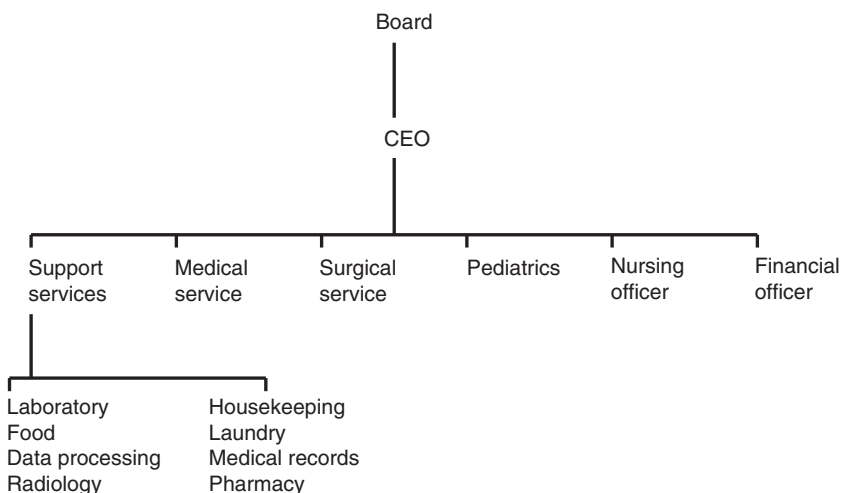 Board
CEO
Support
services
Medical
service
Surgical
service
Pediatrics
Nursing
officer
Financial
officer
Laboratory
Food
Data processing
Radiology
Housekeeping
Laundry
Medical records
Pharmacy